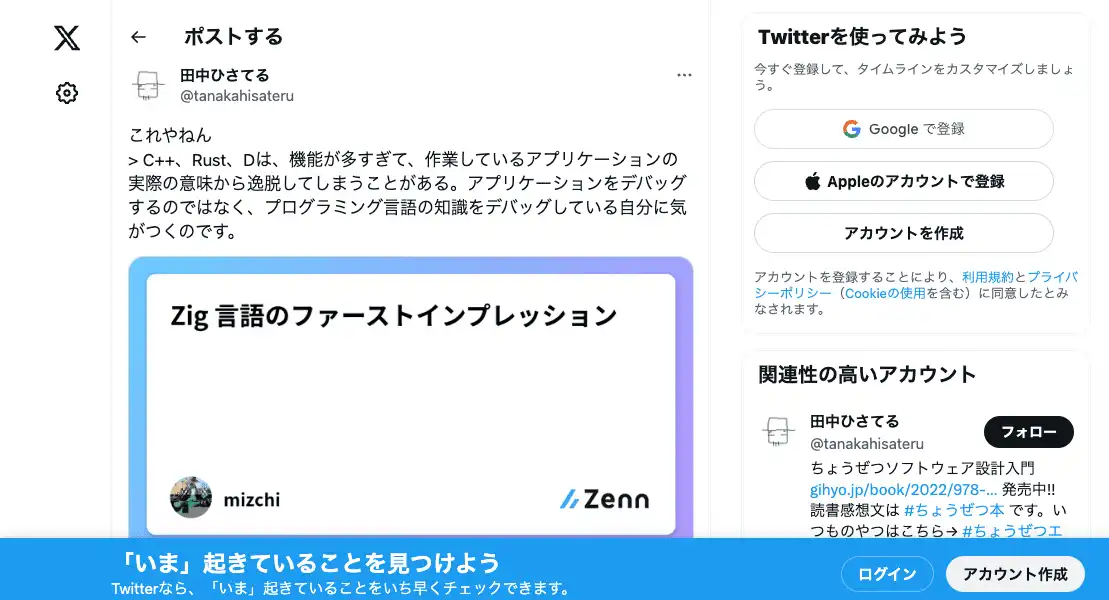 ポストする
田中ひさてる
@tanakahisateru
これやねん
> C++、Rust、Dは、機能が多すぎて、作業しているアプリケーションの
実際の意味から逸脱してしまうことがある。アプリケーションをデバッグ
するのではなく、プログラミング言語の知識をデバッグしている自分に気
がつくのです。
Zig 言語のファーストインプレッション
mizchi
Zenn
Twitterを使ってみよう
今すぐ登録して、タイムラインをカスタマイズしましょ
う。
Google で登録
Appleのアカウントで登録
アカウントを作成
アカウントを登録することにより、利用規約とプライバ
シーポリシー（Cookieの使用を含む）に同意したとみ
なされます。
関連性の高いアカウント
田中ひさてる
@tanakahisateru
フォロー
ちょうぜつソフトウェア設計入門
gihyo.jp/book/2022/978-... 発売中!!
読書感想文は #ちょうぜつ本 です。い
つものやつはこちら→ #ちょうぜつエ
「いま」起きていることを見つけよう
Twitterなら、「いま」起きていることをいち早くチェックできます。
ログイン
アカウント作成